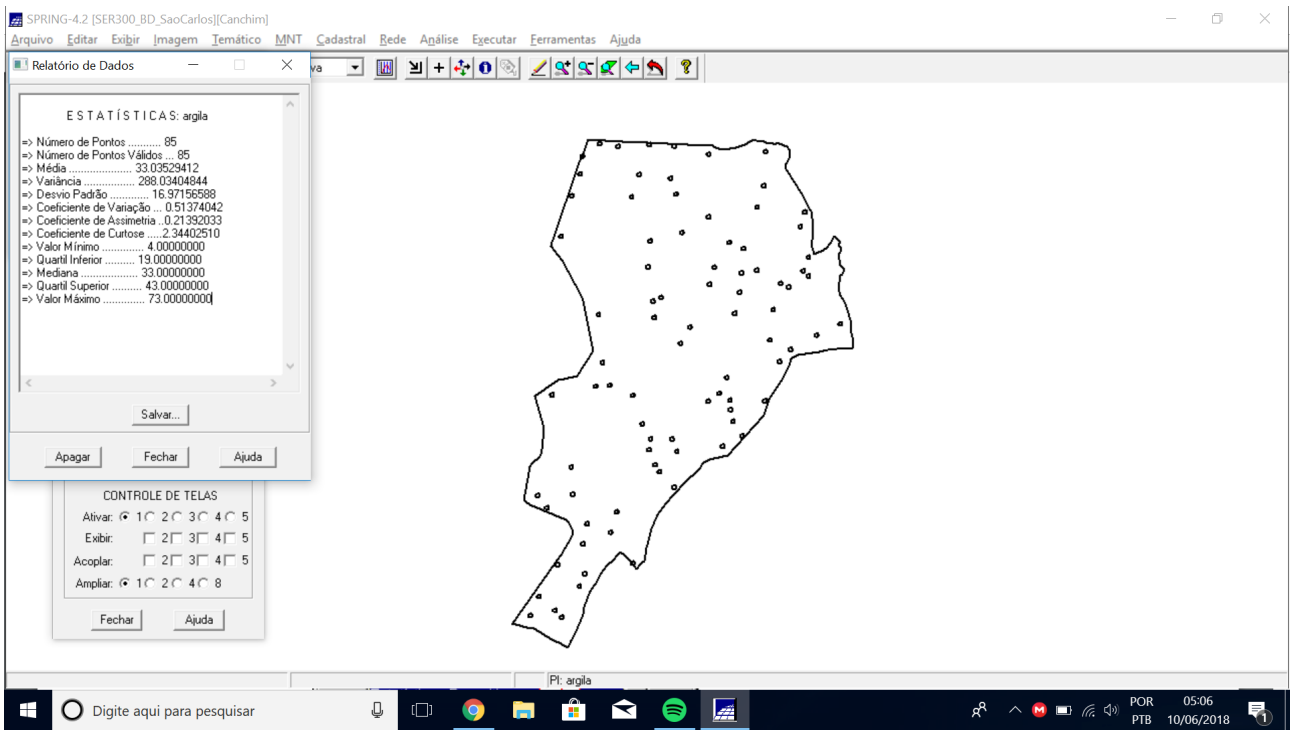 SPRING-4.2 [SER300_BD_SaoCarlos][Canchim]
Arquivo Editar Exibir Imagem Temático MNT Cadastral Rede Análise Executar Ferramentas Ajuda
Relatório de Dados
va
E S T A T Í S T I C A S: argila
=> Número de Pontos ........... 85
=> Número de Pontos Válidos ... 85
=> Média ..................... 33.03529412
=> Variância ................. 288.03404844
=> Desvio Padrão ............. 16.97156588
=> Coeficiente de Variação ... 0.51374042
=> Coeficiente de Assimetria ..0.21392033
=> Coeficiente de Curtose .....2.34402510
=> Valor Mínimo .............. 4.00000000
=> Quartil Inferior .......... 19.00000000
=> Mediana ................... 33.00000000
=> Quartil Superior .......... 43.00000000
=> Valor Máximo .............. 73.00000000
Salvar...
Apagar Fechar Ajuda
CONTROLE DE TELAS
Ativar: 1 2 3 4 5
Exibir: 2 3 4 5
Acoplar: 2 3 4 5
Ampliar: 1 2 4 8
Fechar Ajuda
PI: argila
Digite aqui para pesquisar
POR 05:06
PTB 10/06/2018
1